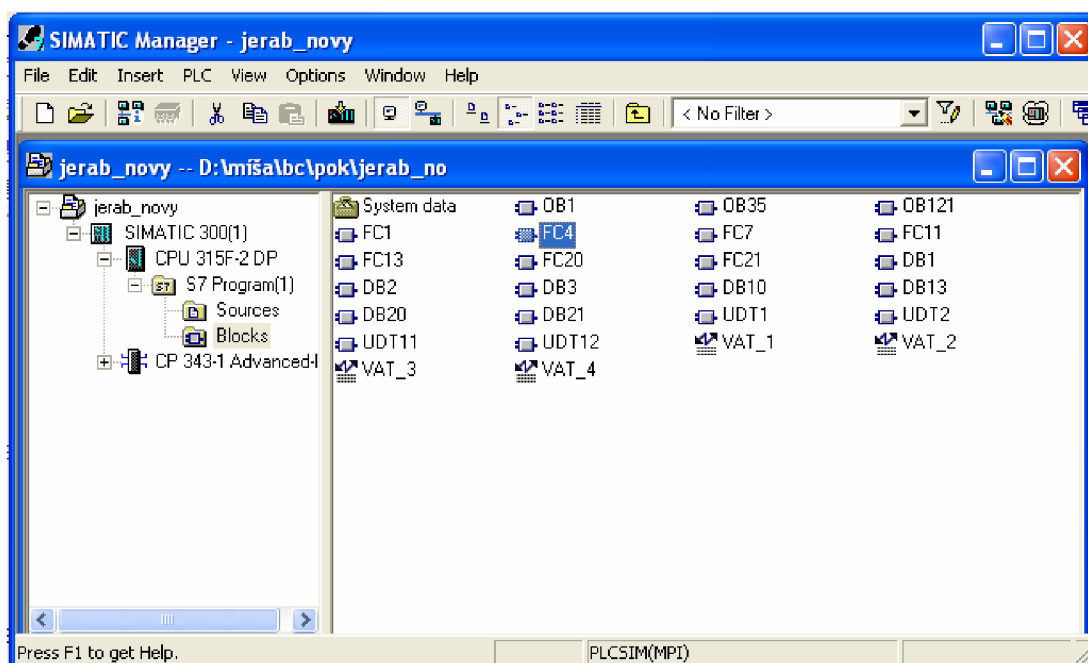 SIMATIC Manager - jerab_novy
File Edit Insert PLC View Options Window Help
< No Filter >
jerab_novy -- D:\míša\bc\pok\jerab_no
jerab_novy
SIMATIC 300(1)
CPU 315F-2 DP
S7 Program(1)
Sources
Blocks
CP 343-1 Advanced-I
System data OB1 OB35 OB121
FC1 FC4 FC7 FC11
FC13 FC20 FC21 DB1
DB2 DB3 DB10 DB13
DB20 DB21 UDT1 UDT2
UDT11 UDT12 VAT_1 VAT_2
VAT_3 VAT_4
Press F1 to get Help. PLCSIM(MPI)